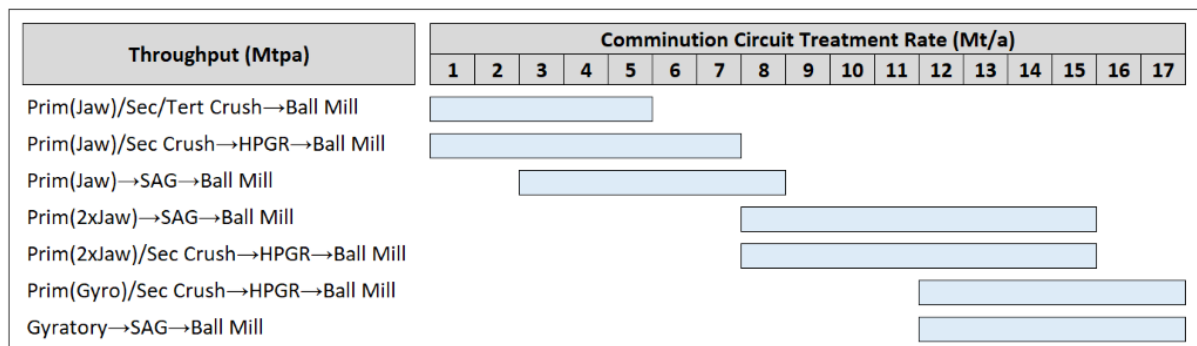 Throughput (Mtpa)
Comminution Circuit Treatment Rate (Mt/a)
1 2 3 4 5 6 7 8 9 10 11 12 13 14 15 16 17
Prim(Jaw)/Sec/Tert Crush→Ball Mill
Prim(Jaw)/Sec Crush→HPGR→Ball Mill
Prim(Jaw)→SAG→Ball Mill
Prim(2xJaw)→SAG→Ball Mill
Prim(2xJaw)/Sec Crush→HPGR→Ball Mill
Prim(Gyro)/Sec Crush→HPGR→Ball Mill
Gyratory→SAG→Ball Mill